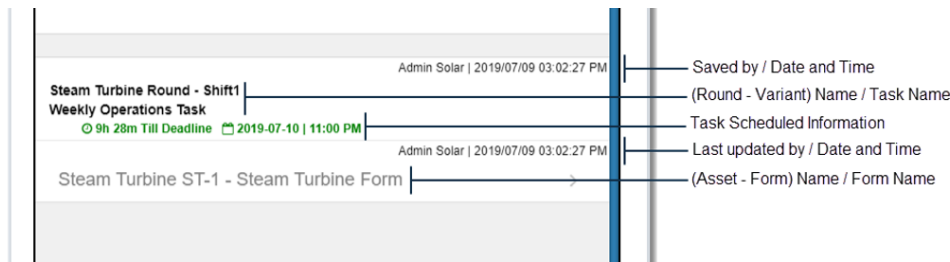 Admin Solar | 2019/07/09 03:02:27 PM
Saved by / Date and Time
Steam Turbine Round - Shift1
(Round - Variant) Name / Task Name
Weekly Operations Task
9h 28m Till Deadline 2019-07-10 | 11:00 PM
Task Scheduled Information
Admin Solar | 2019/07/09 03:02:27 PM
Last updated by / Date and Time
Steam Turbine ST-1 - Steam Turbine Form
(Asset - Form) Name / Form Name